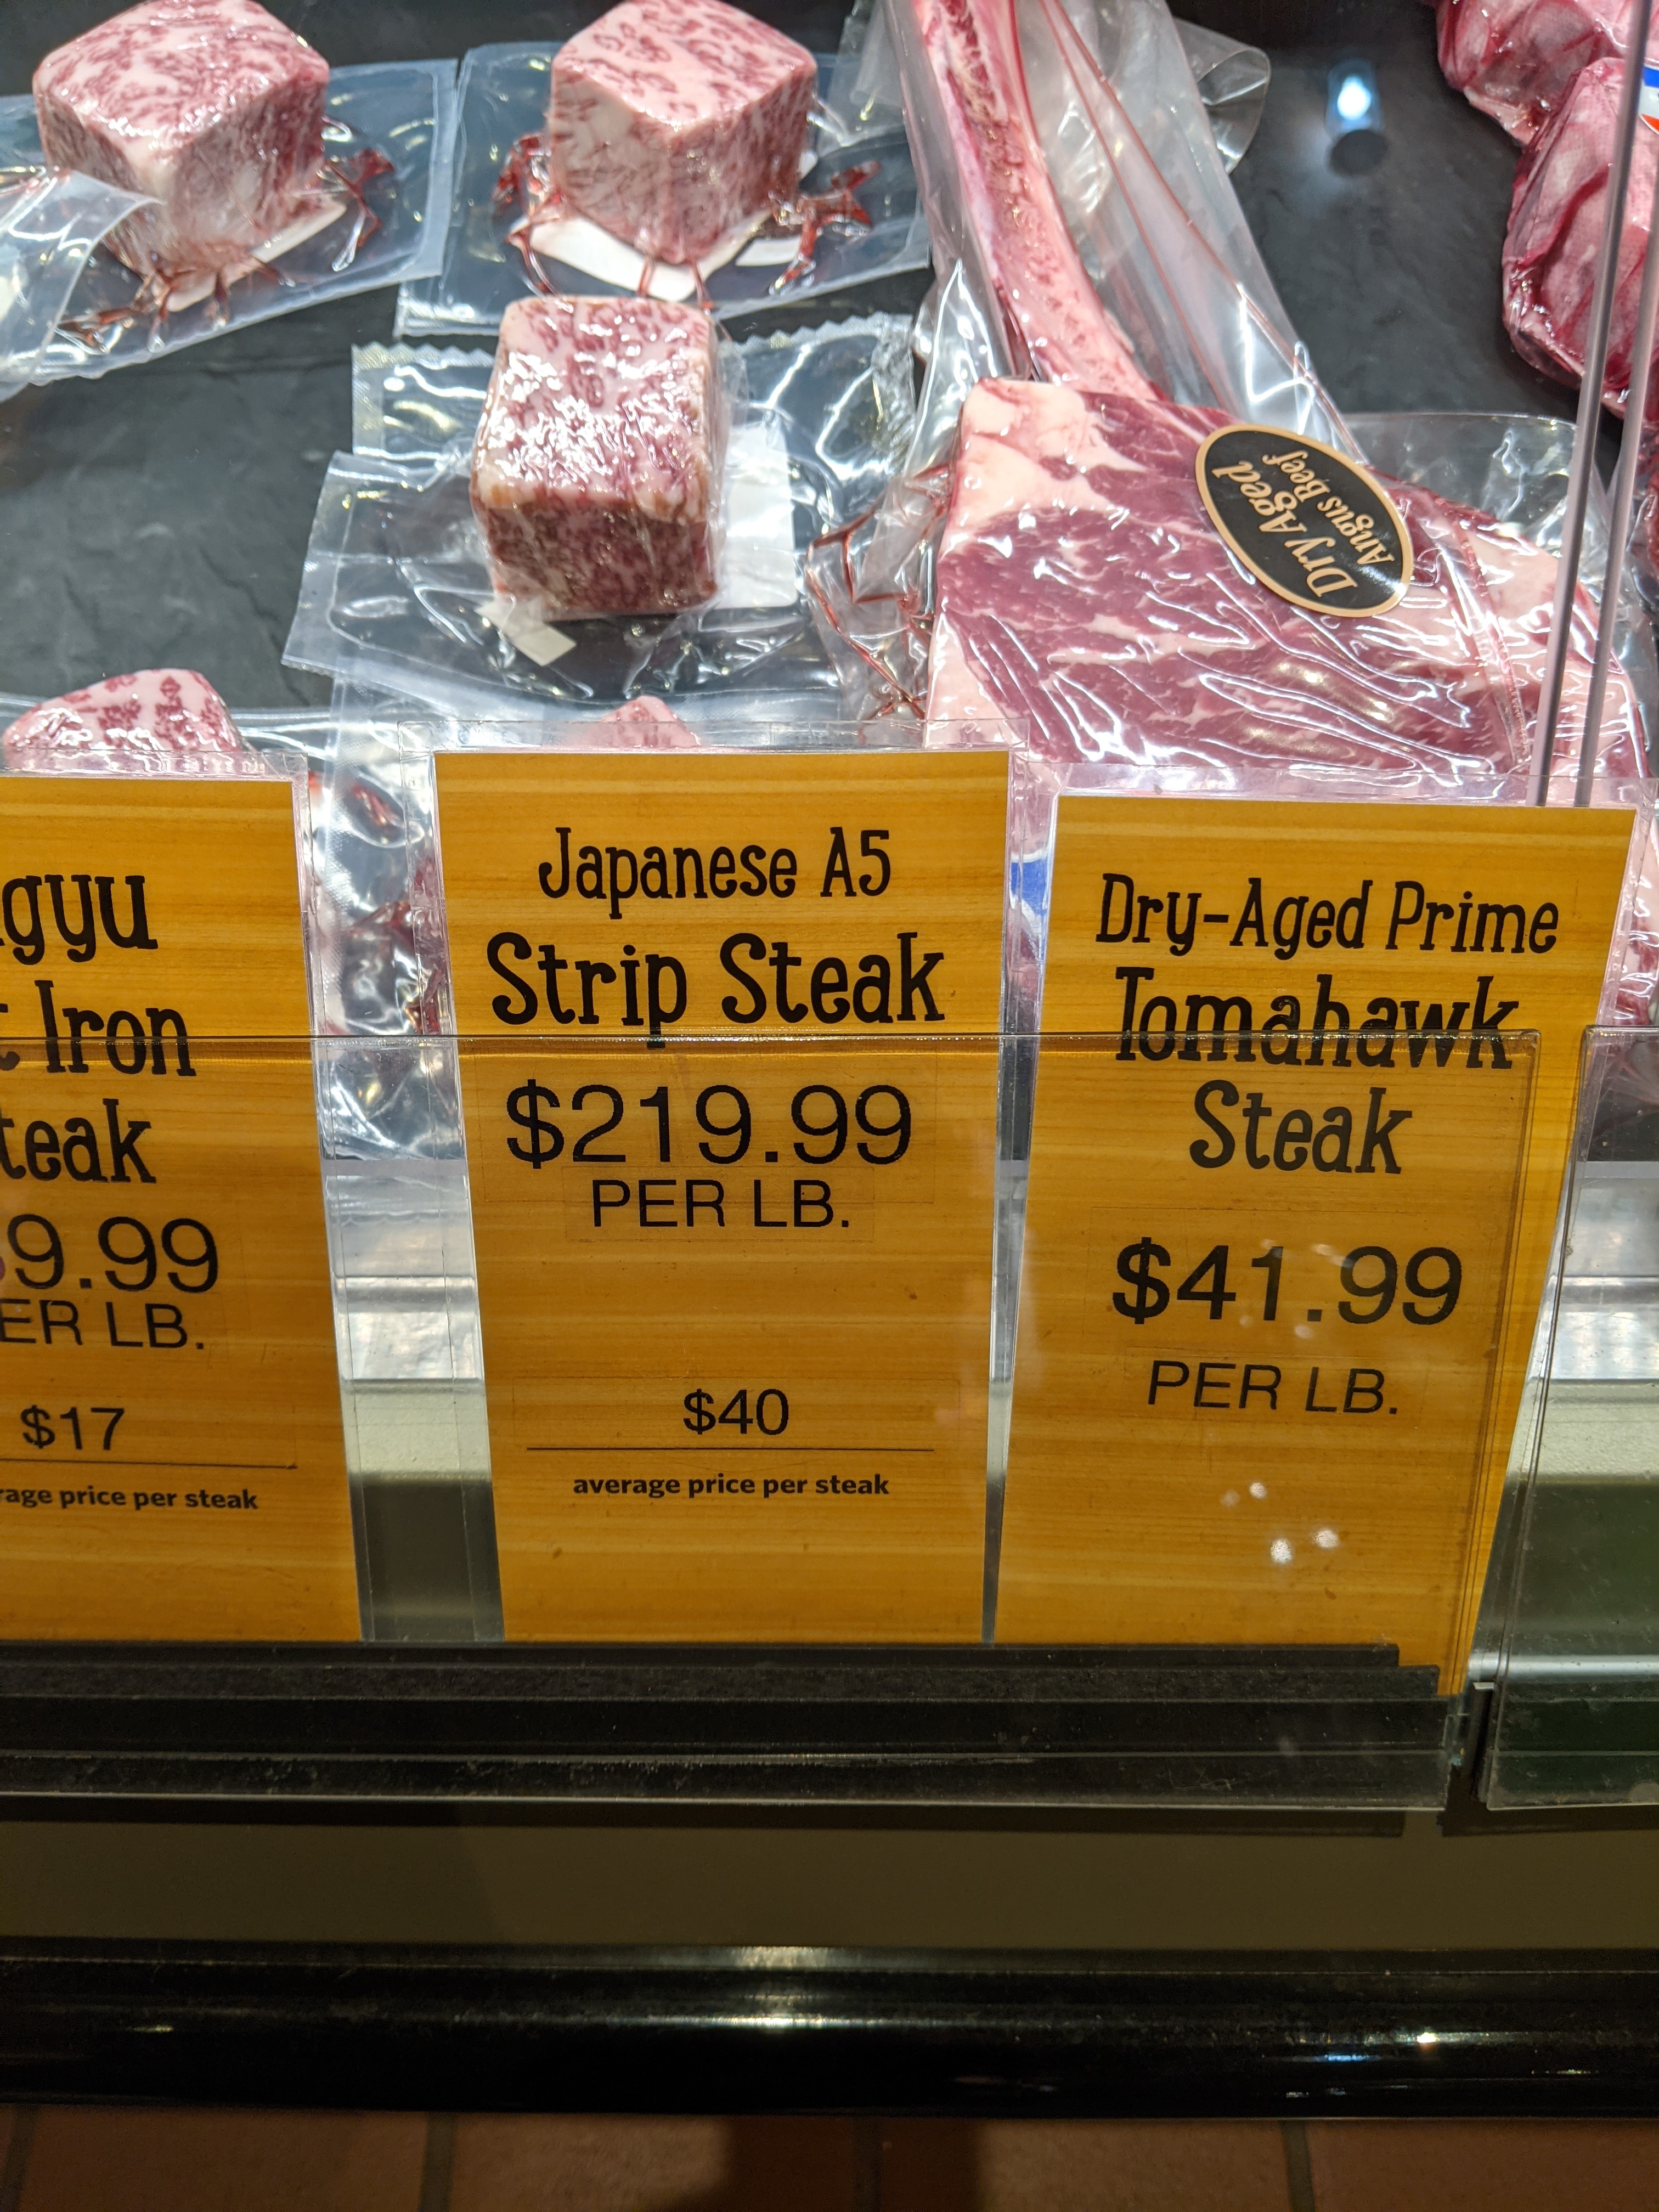 Dry Aged
Angus Beef
gyu
Iron
teak
9.99
ER LB.
$17
rage price per steak
Japanese A5
Strip Steak
$219.99
PER LB.
$40
average price per steak
Dry-Aged Prime
Tomahawk
Steak
$41.99
PER LB.